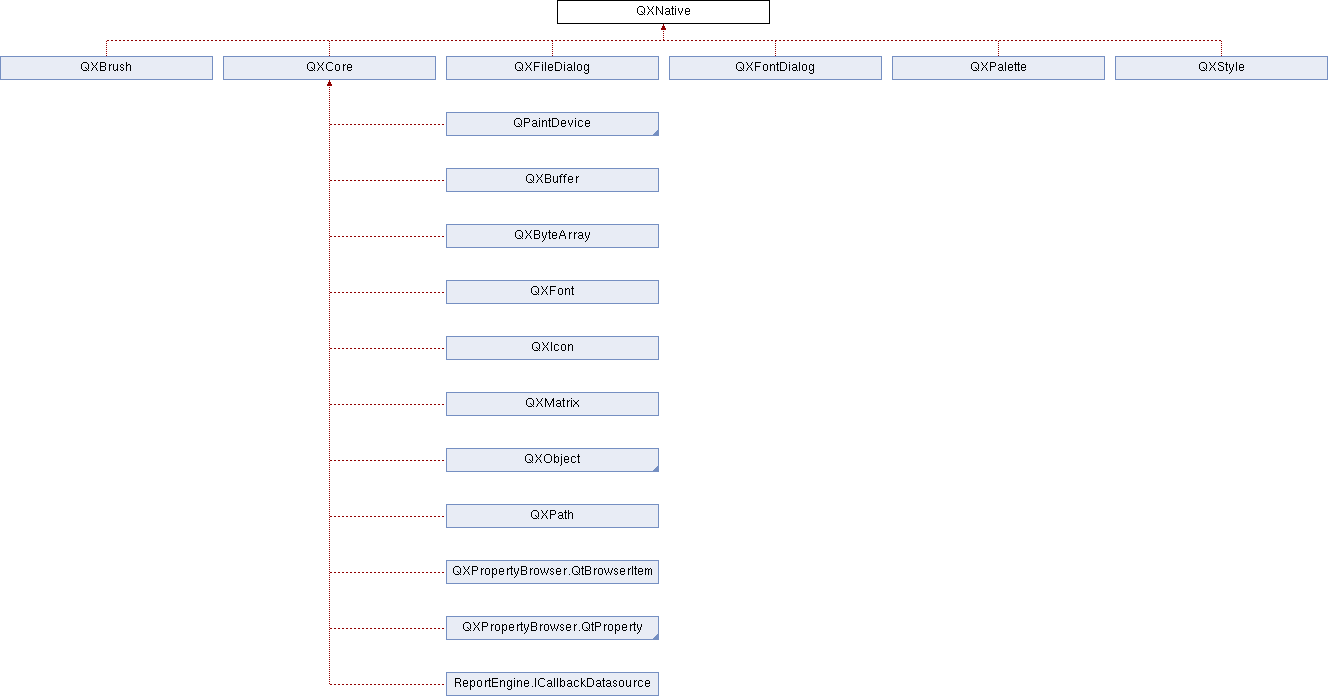 QXNative
QXBrush
QXCore
QXFileDialog
QXFontDialog
QXPalette
QXStyle
QPaintDevice
QXBuffer
QXByteArray
QXFont
QXIcon
QXMatrix
QXObject
QXPath
QXPropertyBrowser.QtBrowserItem
QXPropertyBrowser.QtProperty
ReportEngine.ICallbackDatasource